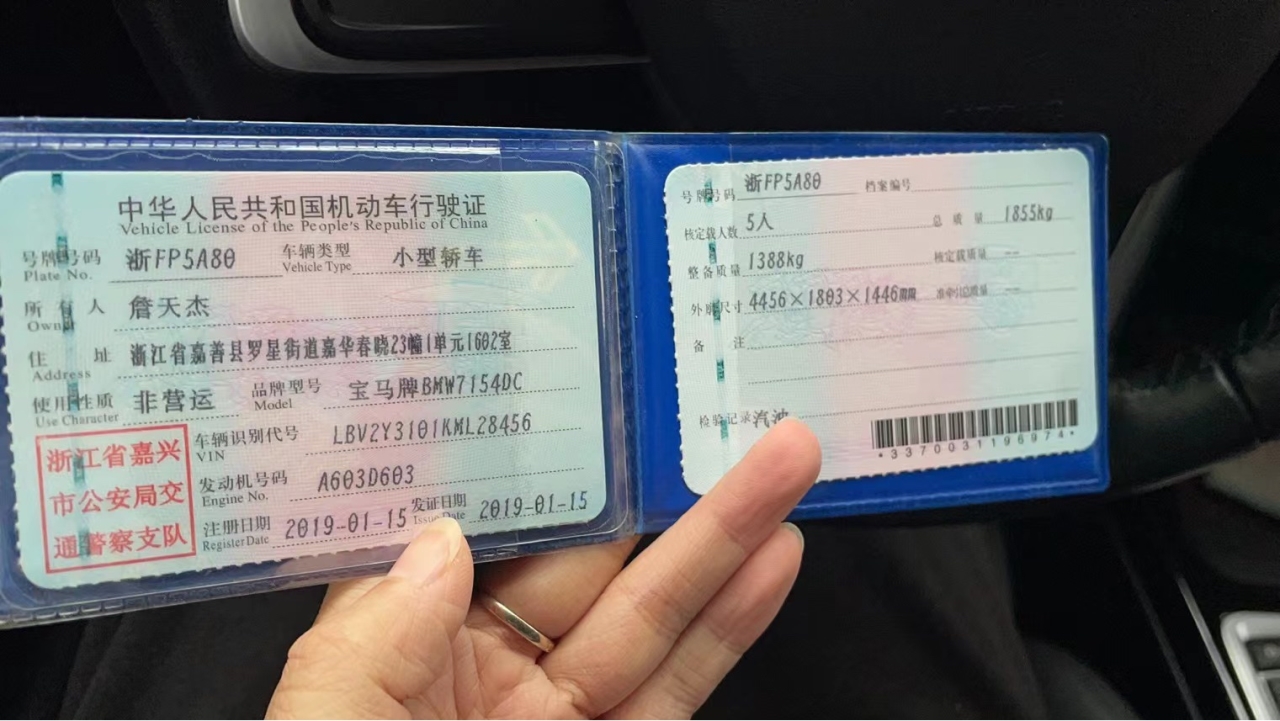 中华人民共和国机动车行驶证
Vehicle License of the People's Republic of China
号牌号码 浙FP5A80 车辆类型 小型轿车
Plate No. Vehicle Type
所有人 詹天杰
Owner
住址 浙江省嘉善县罗星街道嘉华春晓23幢1单元1602室
Address
使用性质 非营运 品牌型号 宝马牌BMW7154DC
Use Character Model
浙江省嘉兴
市公安局交
通警察支队
车辆识别代号 LBV2Y3101KML28456
VIN
发动机号码 A603D603
Engine No.
注册日期 2019-01-15 发证日期 2019-01-15
Register Date Issue Date
号牌号码 浙FP5A80 档案编号
核定载人数 5人 总质量 1855kg
整备质量 1388kg 核定载质量 --
外廓尺寸 4456×1803×1446 准牵引总质量 --
备注
检验记录 汽油
*3370031196974*